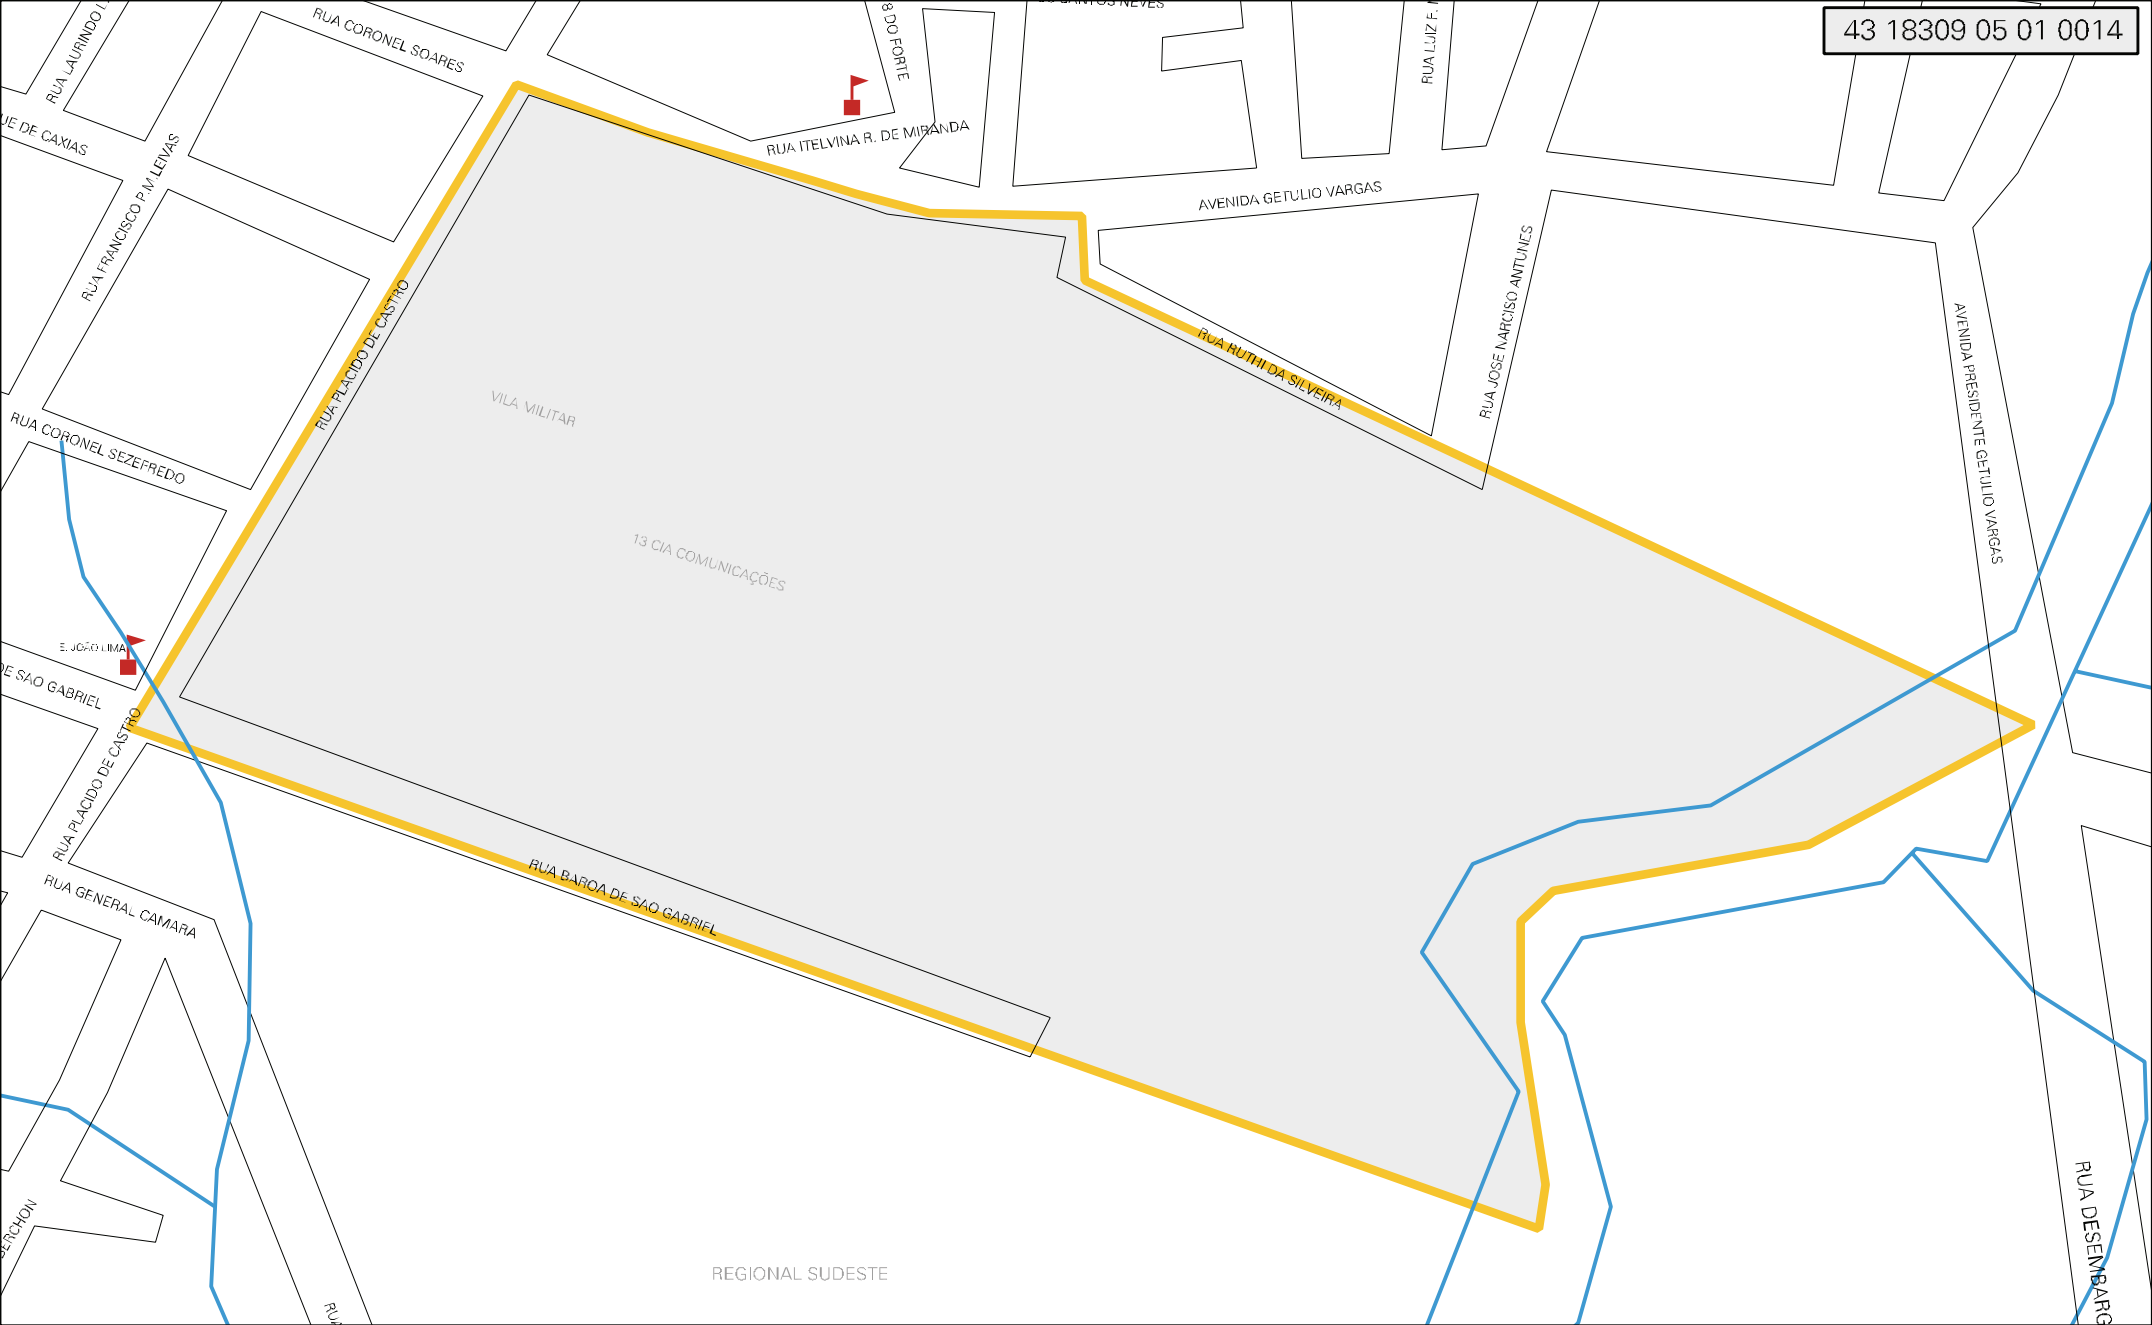 43 18309 05 01 0014
RUA CORONEL SOARES
RUA LAURINDO
8 DO FORTE
RUA LUIZ F.
UE DE CAXIAS
RUA ITELVINA R. DE MIRANDA
RUA FRANCISCO P.M.LEIVAS
AVENIDA GETULIO VARGAS
RUA PLACIDO DE CASTRO
RUA RUTHI DA SILVEIRA
RUA JOSE NARCISO ANTUNES
AVENIDA PRESIDENTE GETULIO VARGAS
VILA MILITAR
RUA CORONEL SEZEFREDO
13 CIA COMUNICAÇÕES
E. JOÃO LIMA
DE SAO GABRIEL
RUA PLACIDO DE CASTRO
RUA BAROA DE SAO GABRIEL
RUA GENERAL CAMARA
RUA DESEMBARG
BERCHON
REGIONAL SUDESTE
RUA